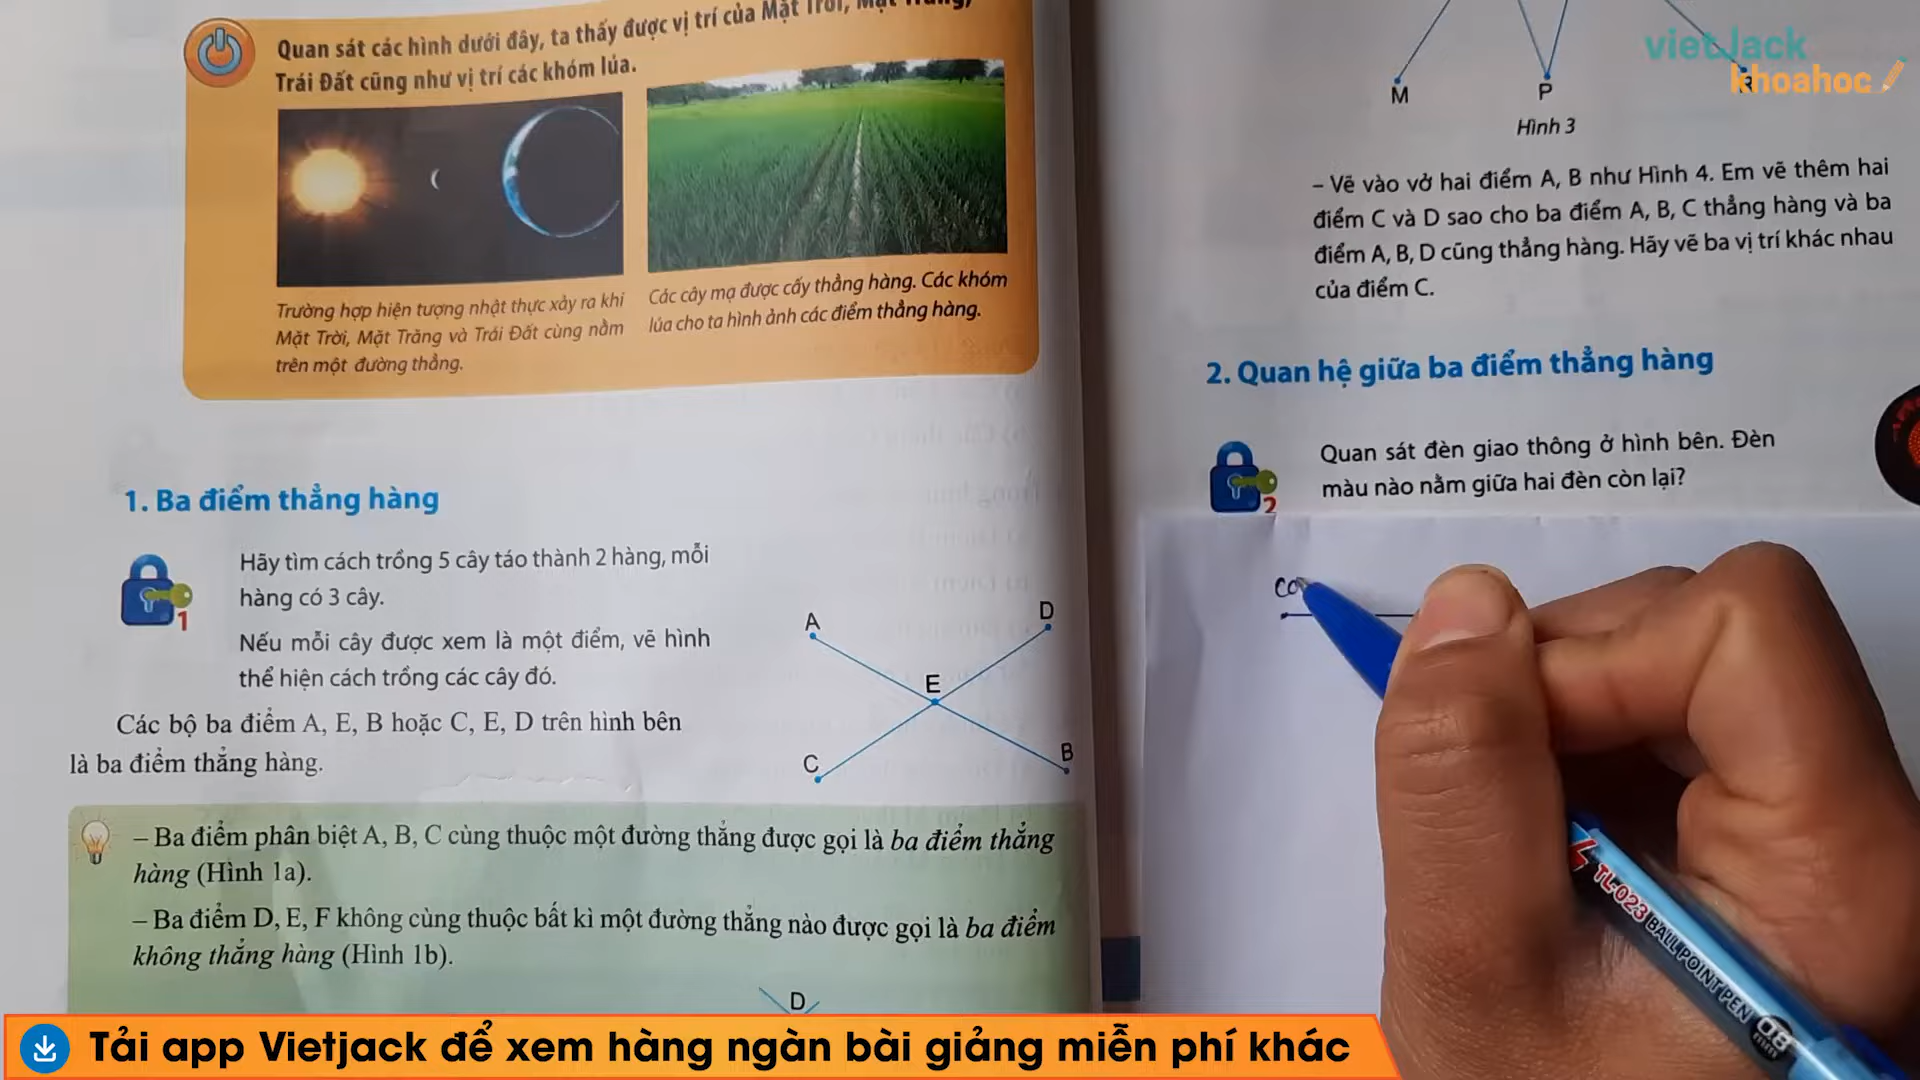 Quan sát các hình dưới đây, ta thấy được vị trí của Mặt Trời, Mặt Trăng,
Trái Đất cũng như vị trí các khóm lúa.
Trường hợp hiện tượng nhật thực xảy ra khi
Mặt Trời, Mặt Trăng và Trái Đất cùng nằm
trên một đường thẳng.
Các cây mạ được cấy thẳng hàng. Các khóm
lúa cho ta hình ảnh các điểm thẳng hàng.
1. Ba điểm thẳng hàng
1
Hãy tìm cách trồng 5 cây táo thành 2 hàng, mỗi
hàng có 3 cây.
Nếu mỗi cây được xem là một điểm, vẽ hình
thể hiện cách trồng các cây đó.
Các bộ ba điểm A, E, B hoặc C, E, D trên hình bên
là ba điểm thẳng hàng.
A
D
E
C
B
– Ba điểm phân biệt A, B, C cùng thuộc một đường thẳng được gọi là ba điểm thẳng
hàng (Hình 1a).
– Ba điểm D, E, F không cùng thuộc bất kì một đường thẳng nào được gọi là ba điểm
không thẳng hàng (Hình 1b).
D
vietJack
khoahoc
M
P
Hình 3
– Vẽ vào vở hai điểm A, B như Hình 4. Em vẽ thêm hai
điểm C và D sao cho ba điểm A, B, C thẳng hàng và ba
điểm A, B, D cũng thẳng hàng. Hãy vẽ ba vị trí khác nhau
của điểm C.
2. Quan hệ giữa ba điểm thẳng hàng
2
Quan sát đèn giao thông ở hình bên. Đèn
màu nào nằm giữa hai đèn còn lại?
TL-023 BALL POINT PEN 08
Tải app Vietjack để xem hàng ngàn bài giảng miễn phí khác